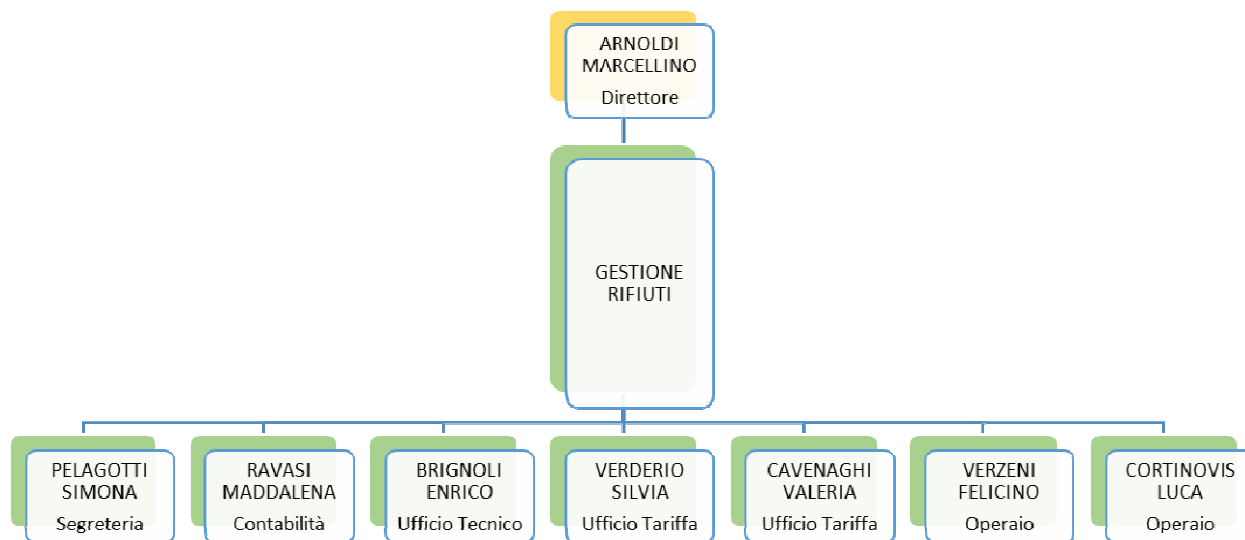 ARNOLDI
MARCELLINO
Direttore
GESTIONE
RIFIUTI
PELAGOTTI
SIMONA
Segreteria
RAVASI
MADDALENA
Contabilità
BRIGNOLI
ENRICO
Ufficio Tecnico
VERDERIO
SILVIA
Ufficio Tariffa
CAVENAGHI
VALERIA
Ufficio Tariffa
VERZENI
FELICINO
Operaio
CORTINOVIS
LUCA
Operaio